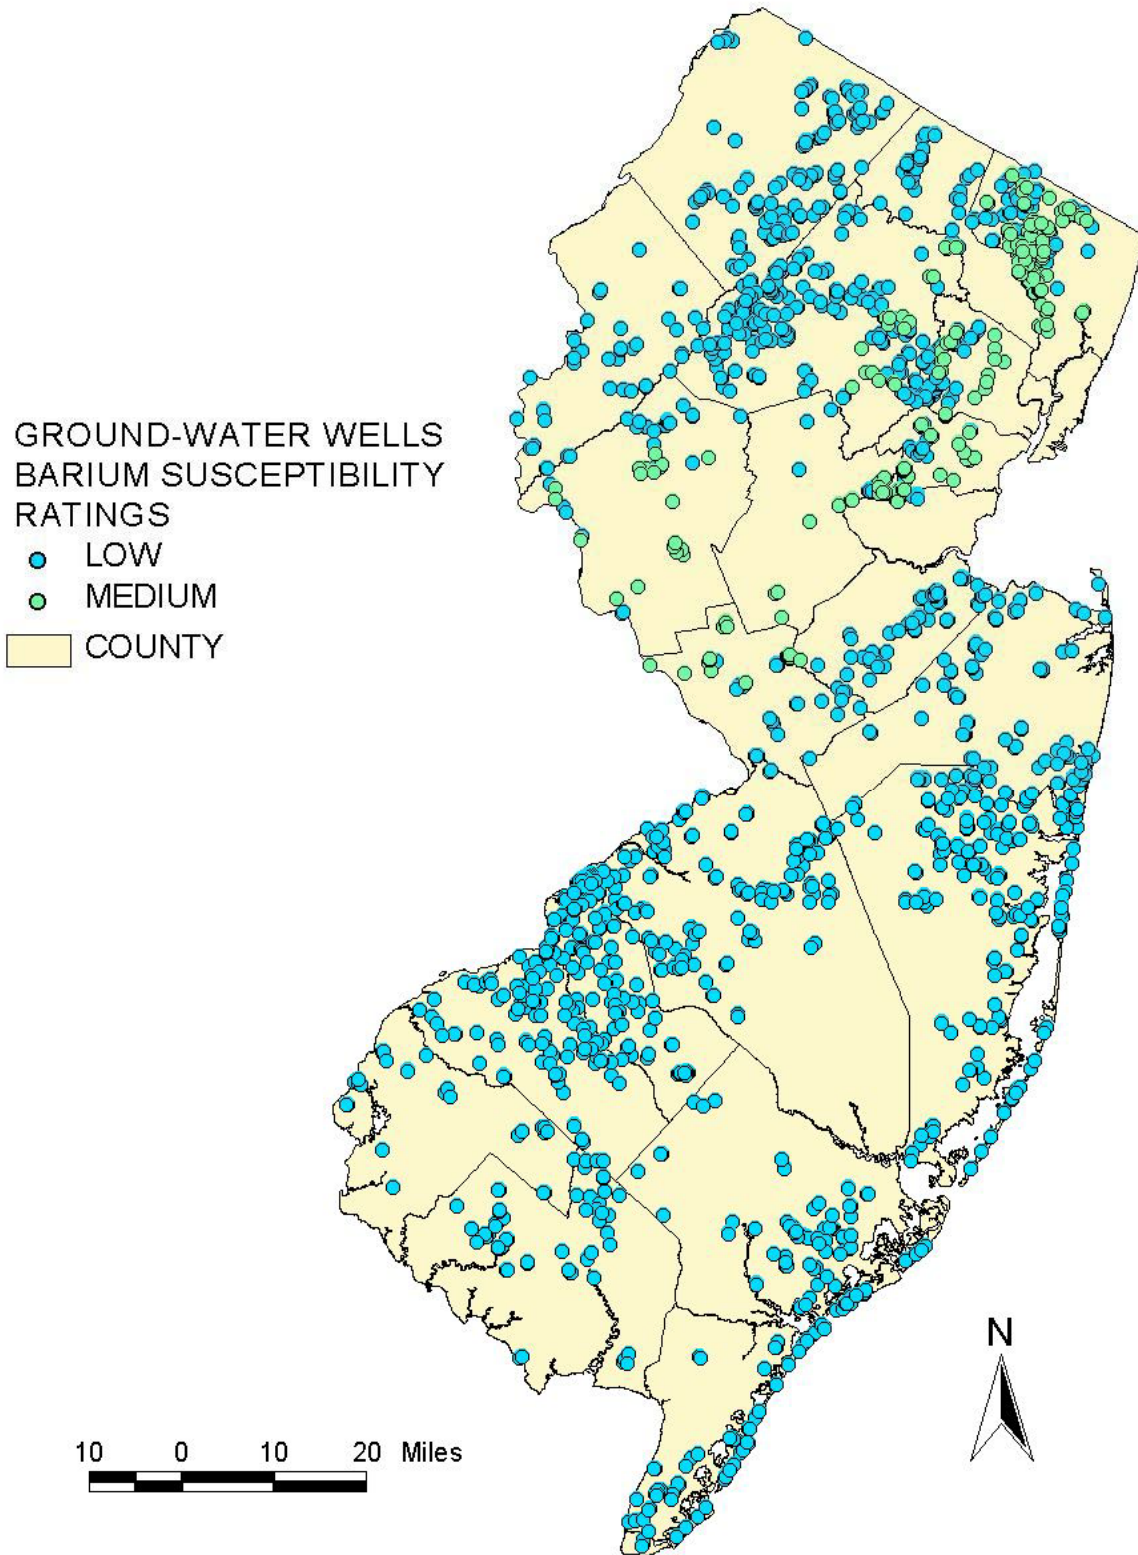 GROUND-WATER WELLS
BARIUM SUSCEPTIBILITY
RATINGS
LOW
MEDIUM
COUNTY
N
10 0 10 20 Miles